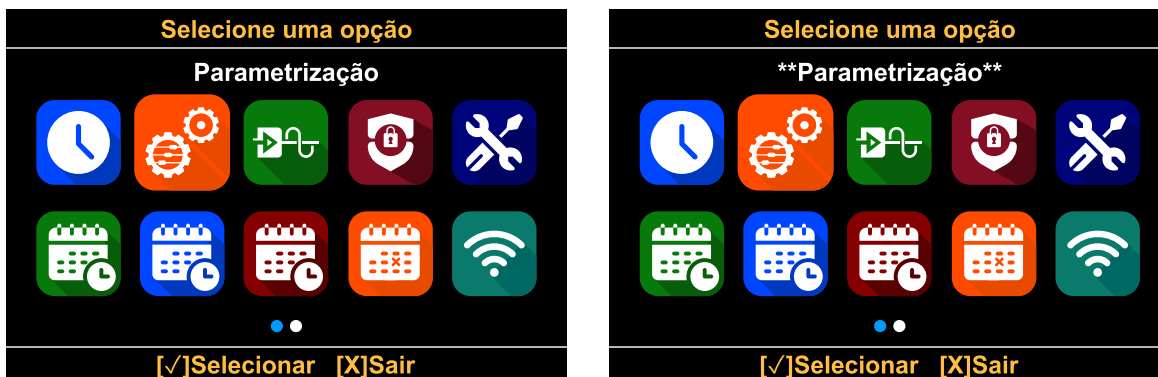 Selecione uma opção
Parametrização
[✓]Selecionar [X]Sair
Selecione uma opção
**Parametrização**
[✓]Selecionar [X]Sair